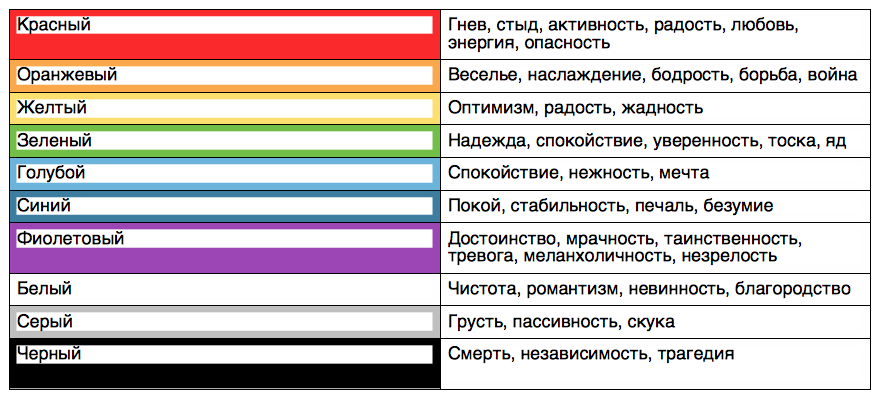 Красный
Гнев, стыд, активность, радость, любовь,
энергия, опасность
Оранжевый
Веселье, наслаждение, бодрость, борьба, война
Желтый
Оптимизм, радость, жадность
Зеленый
Надежда, спокойствие, уверенность, тоска, яд
Голубой
Спокойствие, нежность, мечта
Синий
Покой, стабильность, печаль, безумие
Фиолетовый
Достоинство, мрачность, таинственность,
тревога, меланхоличность, незрелость
Белый
Чистота, романтизм, невинность, благородство
Серый
Грусть, пассивность, скука
Черный
Смерть, независимость, трагедия